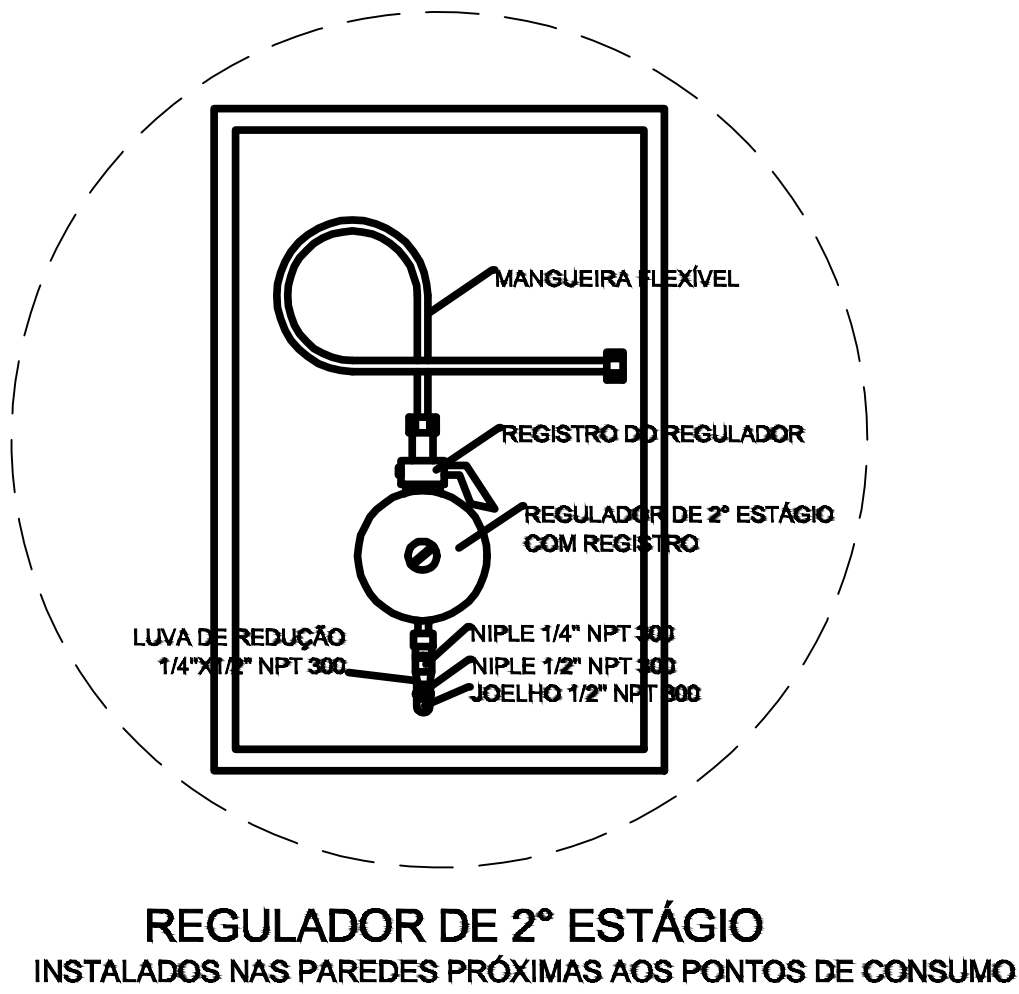 MANGUEIRA FLEXÍVEL
REGISTRO DO REGULADOR
REGULADOR DE 2° ESTÁGIO
COM REGISTRO
LUVA DE REDUÇÃO
1/4"X1/2" NPT 300
NIPLE 1/4" NPT 300
NIPLE 1/2" NPT 300
JOELHO 1/2" NPT 300
REGULADOR DE 2° ESTÁGIO
INSTALADOS NAS PAREDES PRÓXIMAS AOS PONTOS DE CONSUMO